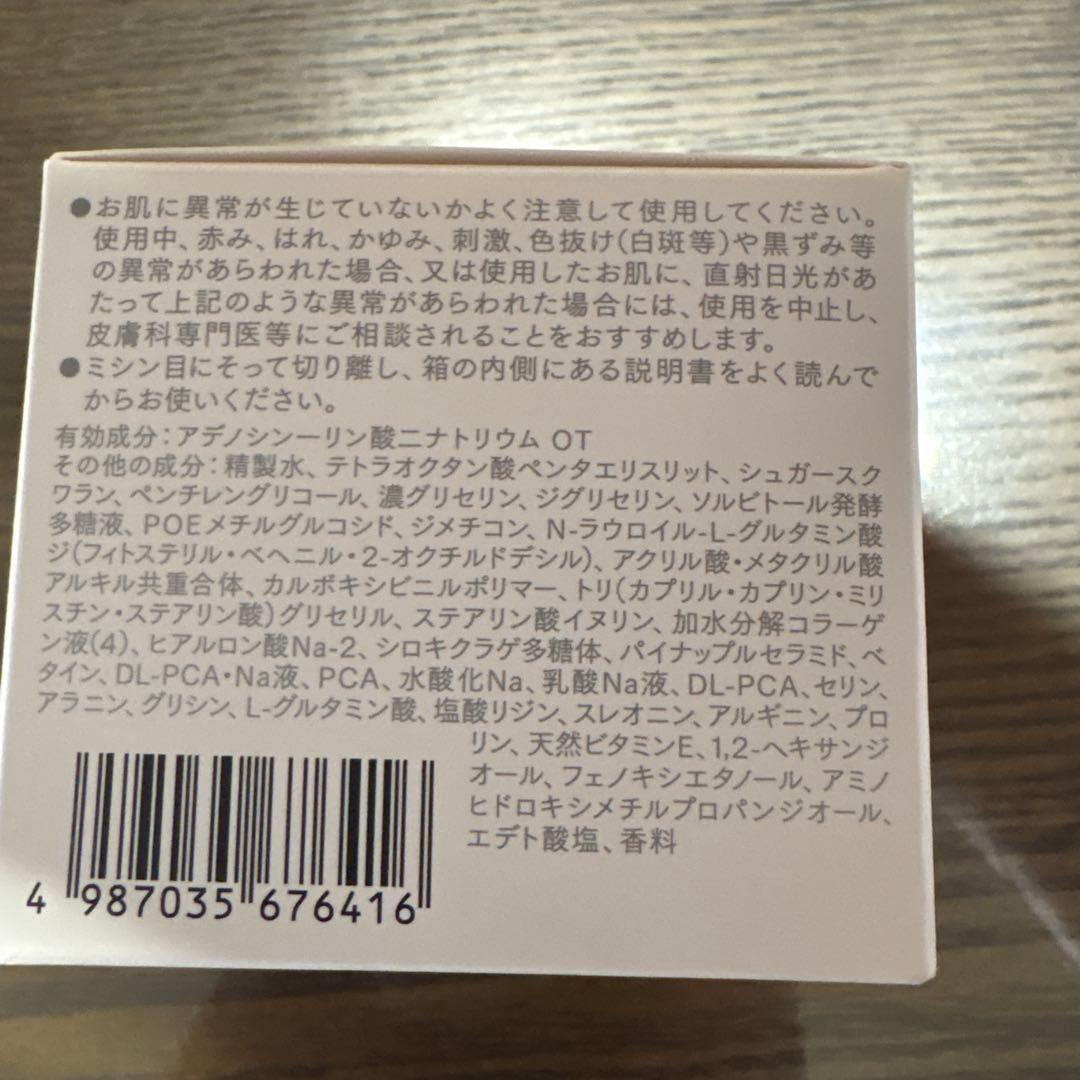 ●お肌に異常が生じていないかよく注意して使用してください。
使用中、赤み、はれ、かゆみ、刺激、色抜け(白斑等)や黒ずみ等
の異常があらわれた場合、又は使用したお肌に、直射日光があ
たって上記のような異常があらわれた場合には、使用を中止し、
皮膚科専門医等にご相談されることをおすすめします。
●ミシン目にそって切り離し、箱の内側にある説明書をよく読んで
からお使いください。
有効成分：アデノシン一リン酸二ナトリウム OT
その他の成分：精製水、テトラオクタン酸ペンタエリスリット、シュガースク
ワラン、ペンチレングリコール、濃グリセリン、ジグリセリン、ソルビトール発酵
多糖液、POEメチルグルコシド、ジメチコン、N-ラウロイル-L-グルタミン酸
ジ(フィトステリル・ベヘニル・2-オクチルドデシル)、アクリル酸・メタクリル酸
アルキル共重合体、カルボキシビニルポリマー、トリ(カプリル・カプリン・ミリ
スチン・ステアリン酸)グリセリル、ステアリン酸イヌリン、加水分解コラーゲ
ン液(4)、ヒアルロン酸Na-2、シロキクラゲ多糖体、パイナップルセラミド、ベ
タイン、DL-PCA・Na液、PCA、水酸化Na、乳酸Na液、DL-PCA、セリン、
アラニン、グリシン、L-グルタミン酸、塩酸リジン、スレオニン、アルギニン、プロ
リン、天然ビタミンE、1,2-ヘキサンジ
オール、フェノキシエタノール、アミノ
ヒドロキシメチルプロパンジオール、
エデト酸塩、香料
4 987035 676416